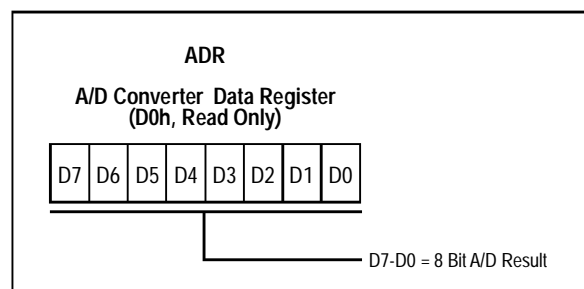 ADR
A/D Converter Data Register
(D0h, Read Only)
D7 D6 D5 D4 D3 D2 D1 D0
D7-D0 = 8 Bit A/D Result